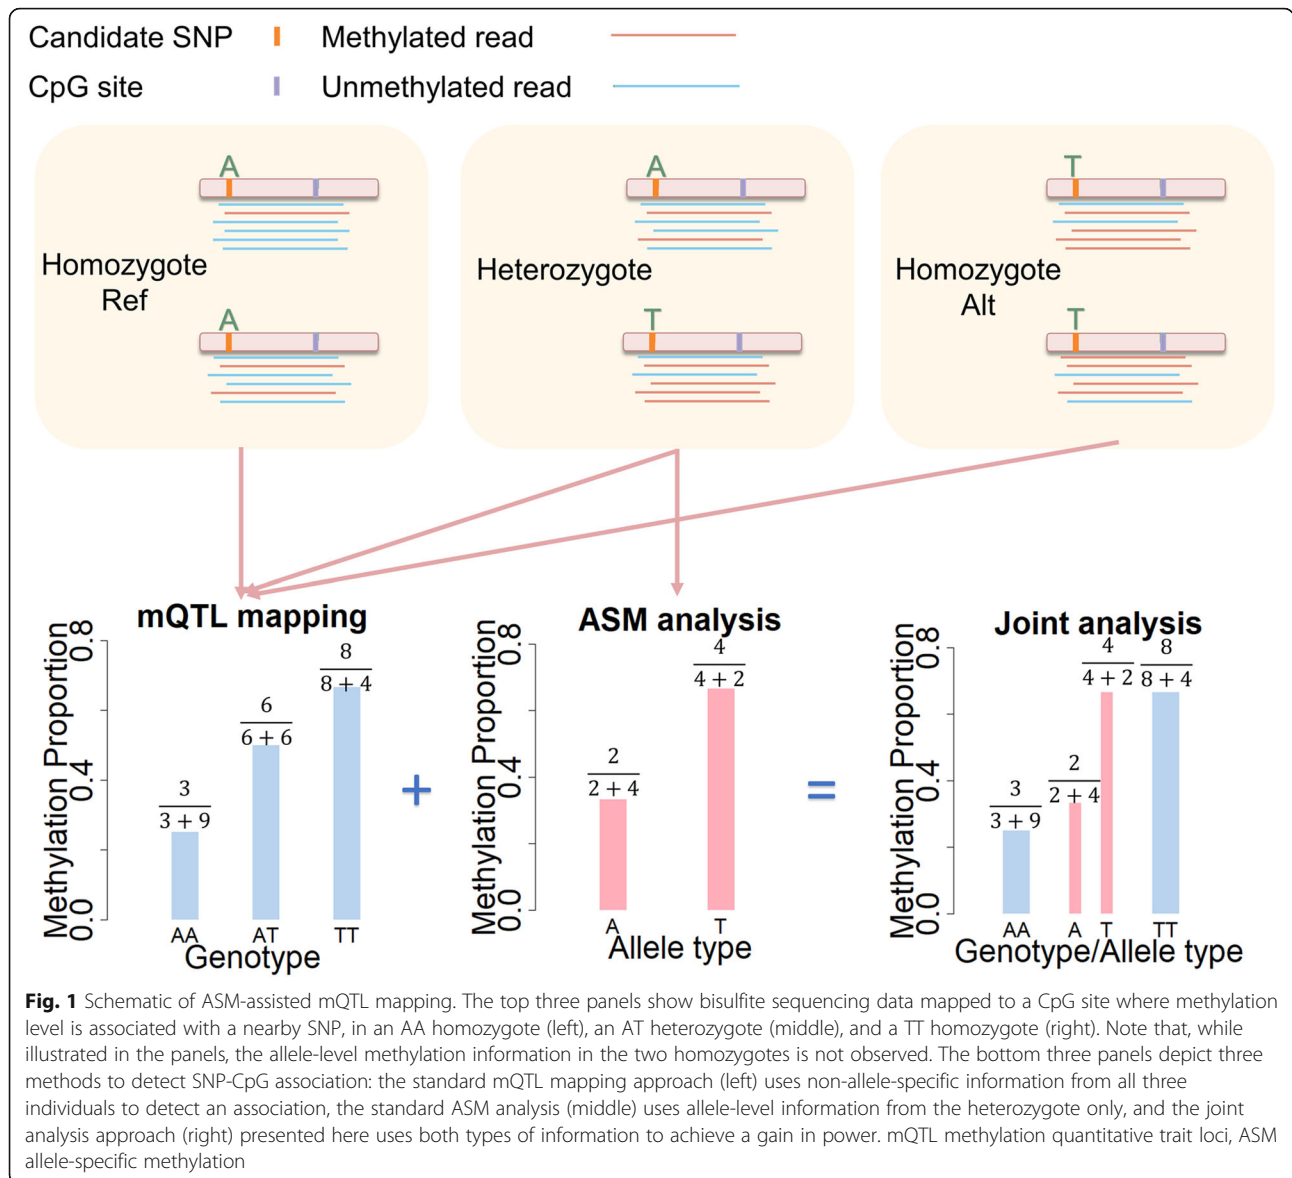 Candidate SNP Methylated read
CpG site Unmethylated read
A A T
Homozygote
Ref
Heterozygote
Homozygote
Alt
A T T
mQTL mapping
Methylation Proportion
0.8
0.4
0.0
3
3 + 9
6
6 + 6
8
8 + 4
AA AT TT
Genotype
+
ASM analysis
Methylation Proportion
0.8
0.4
0.0
2
2 + 4
4
4 + 2
A T
Allele type
=
Joint analysis
Methylation Proportion
0.8
0.4
0.0
3
3 + 9
2
2 + 4
4
4 + 2
8
8 + 4
AA A T TT
Genotype/Allele type
Fig. 1 Schematic of ASM-assisted mQTL mapping. The top three panels show bisulfite sequencing data mapped to a CpG site where methylation
level is associated with a nearby SNP, in an AA homozygote (left), an AT heterozygote (middle), and a TT homozygote (right). Note that, while
illustrated in the panels, the allele-level methylation information in the two homozygotes is not observed. The bottom three panels depict three
methods to detect SNP-CpG association: the standard mQTL mapping approach (left) uses non-allele-specific information from all three
individuals to detect an association, the standard ASM analysis (middle) uses allele-level information from the heterozygote only, and the joint
analysis approach (right) presented here uses both types of information to achieve a gain in power. mQTL methylation quantitative trait loci, ASM
allele-specific methylation